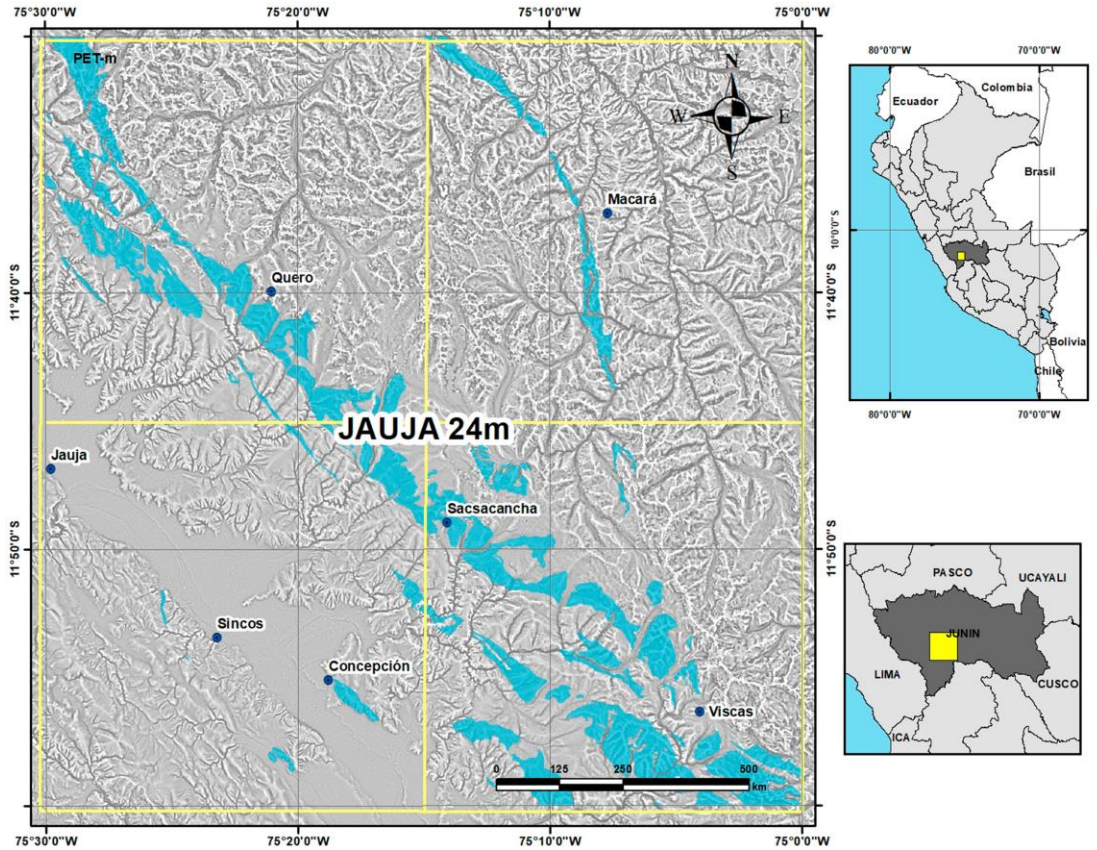 75°30'0"W 75°20'0"W 75°10'0"W 75°0'0"W
PET-m
N
W E
S
Macará
Quero
11°40'0"S 11°40'0"S
JAUJA 24m
Jauja
Sacsacancha
11°50'0"S 11°50'0"S
Sincos
Concepción
Viscas
0 125 250 500
km
75°30'0"W 75°20'0"W 75°10'0"W 75°0'0"W
80°0'0"W 70°0'0"W
Ecuador
Colombia
Brasil
10°0'0"S 10°0'0"S
Bolivia
Chile
80°0'0"W 70°0'0"W
PASCO
UCAYALI
JUNIN
LIMA
CUSCO
ICA